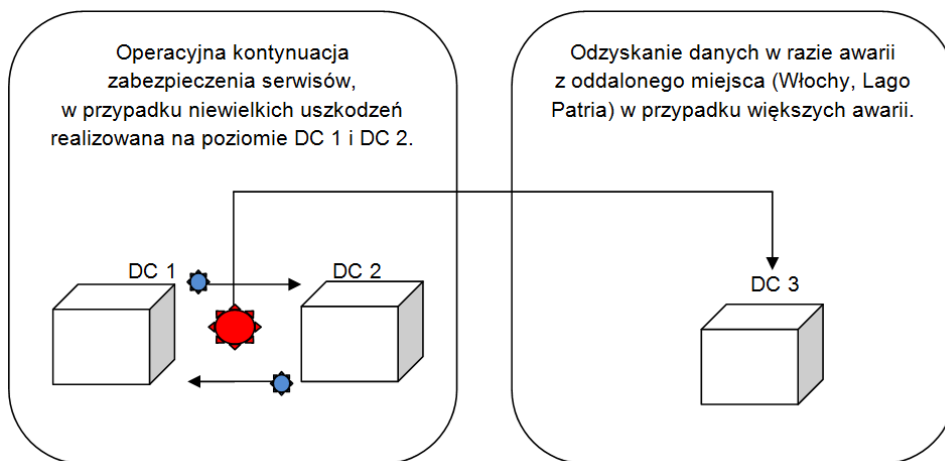 Operacyjna kontynuacja
zabezpieczenia serwisów,
w przypadku niewielkich uszkodzeń
realizowana na poziomie DC 1 i DC 2.
Odzyskanie danych w razie awarii
z oddalonego miejsca (Włochy, Lago
Patria) w przypadku większych awarii.
DC 1
DC 2
DC 3